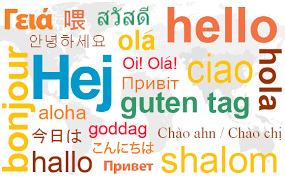 Γειά
喂
สวัสดี
hello
안녕하세요
olá
bonjour
Hej
Oi! Olá!
ciao
hola
Привіт
aloha
guten tag
今日は
goddag
Chào ahn / Chào chị
こんにちは
hallo
Привет
shalom